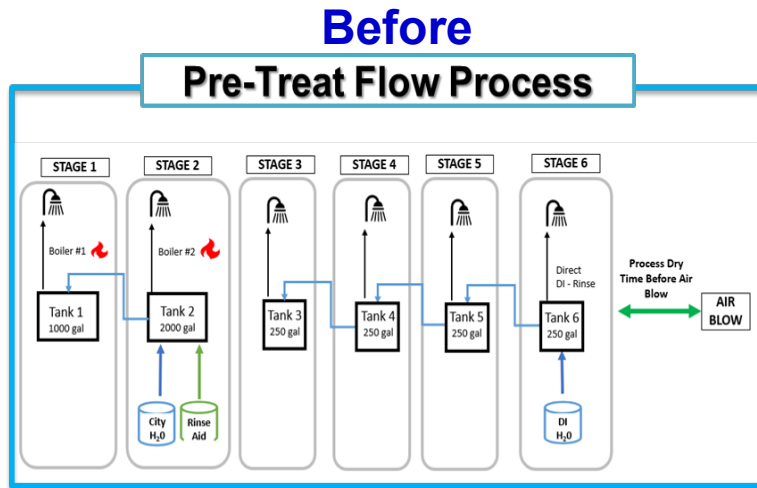 Before
Pre-Treat Flow Process
STAGE 1
STAGE 2
STAGE 3
STAGE 4
STAGE 5
STAGE 6
Boiler #1
Boiler #2
Direct
DI - Rinse
Process Dry
Time Before Air
Blow
AIR
BLOW
Tank 1
1000 gal
Tank 2
2000 gal
Tank 3
250 gal
Tank 4
250 gal
Tank 5
250 gal
Tank 6
250 gal
City
H₂0
Rinse
Aid
DI
H₂0